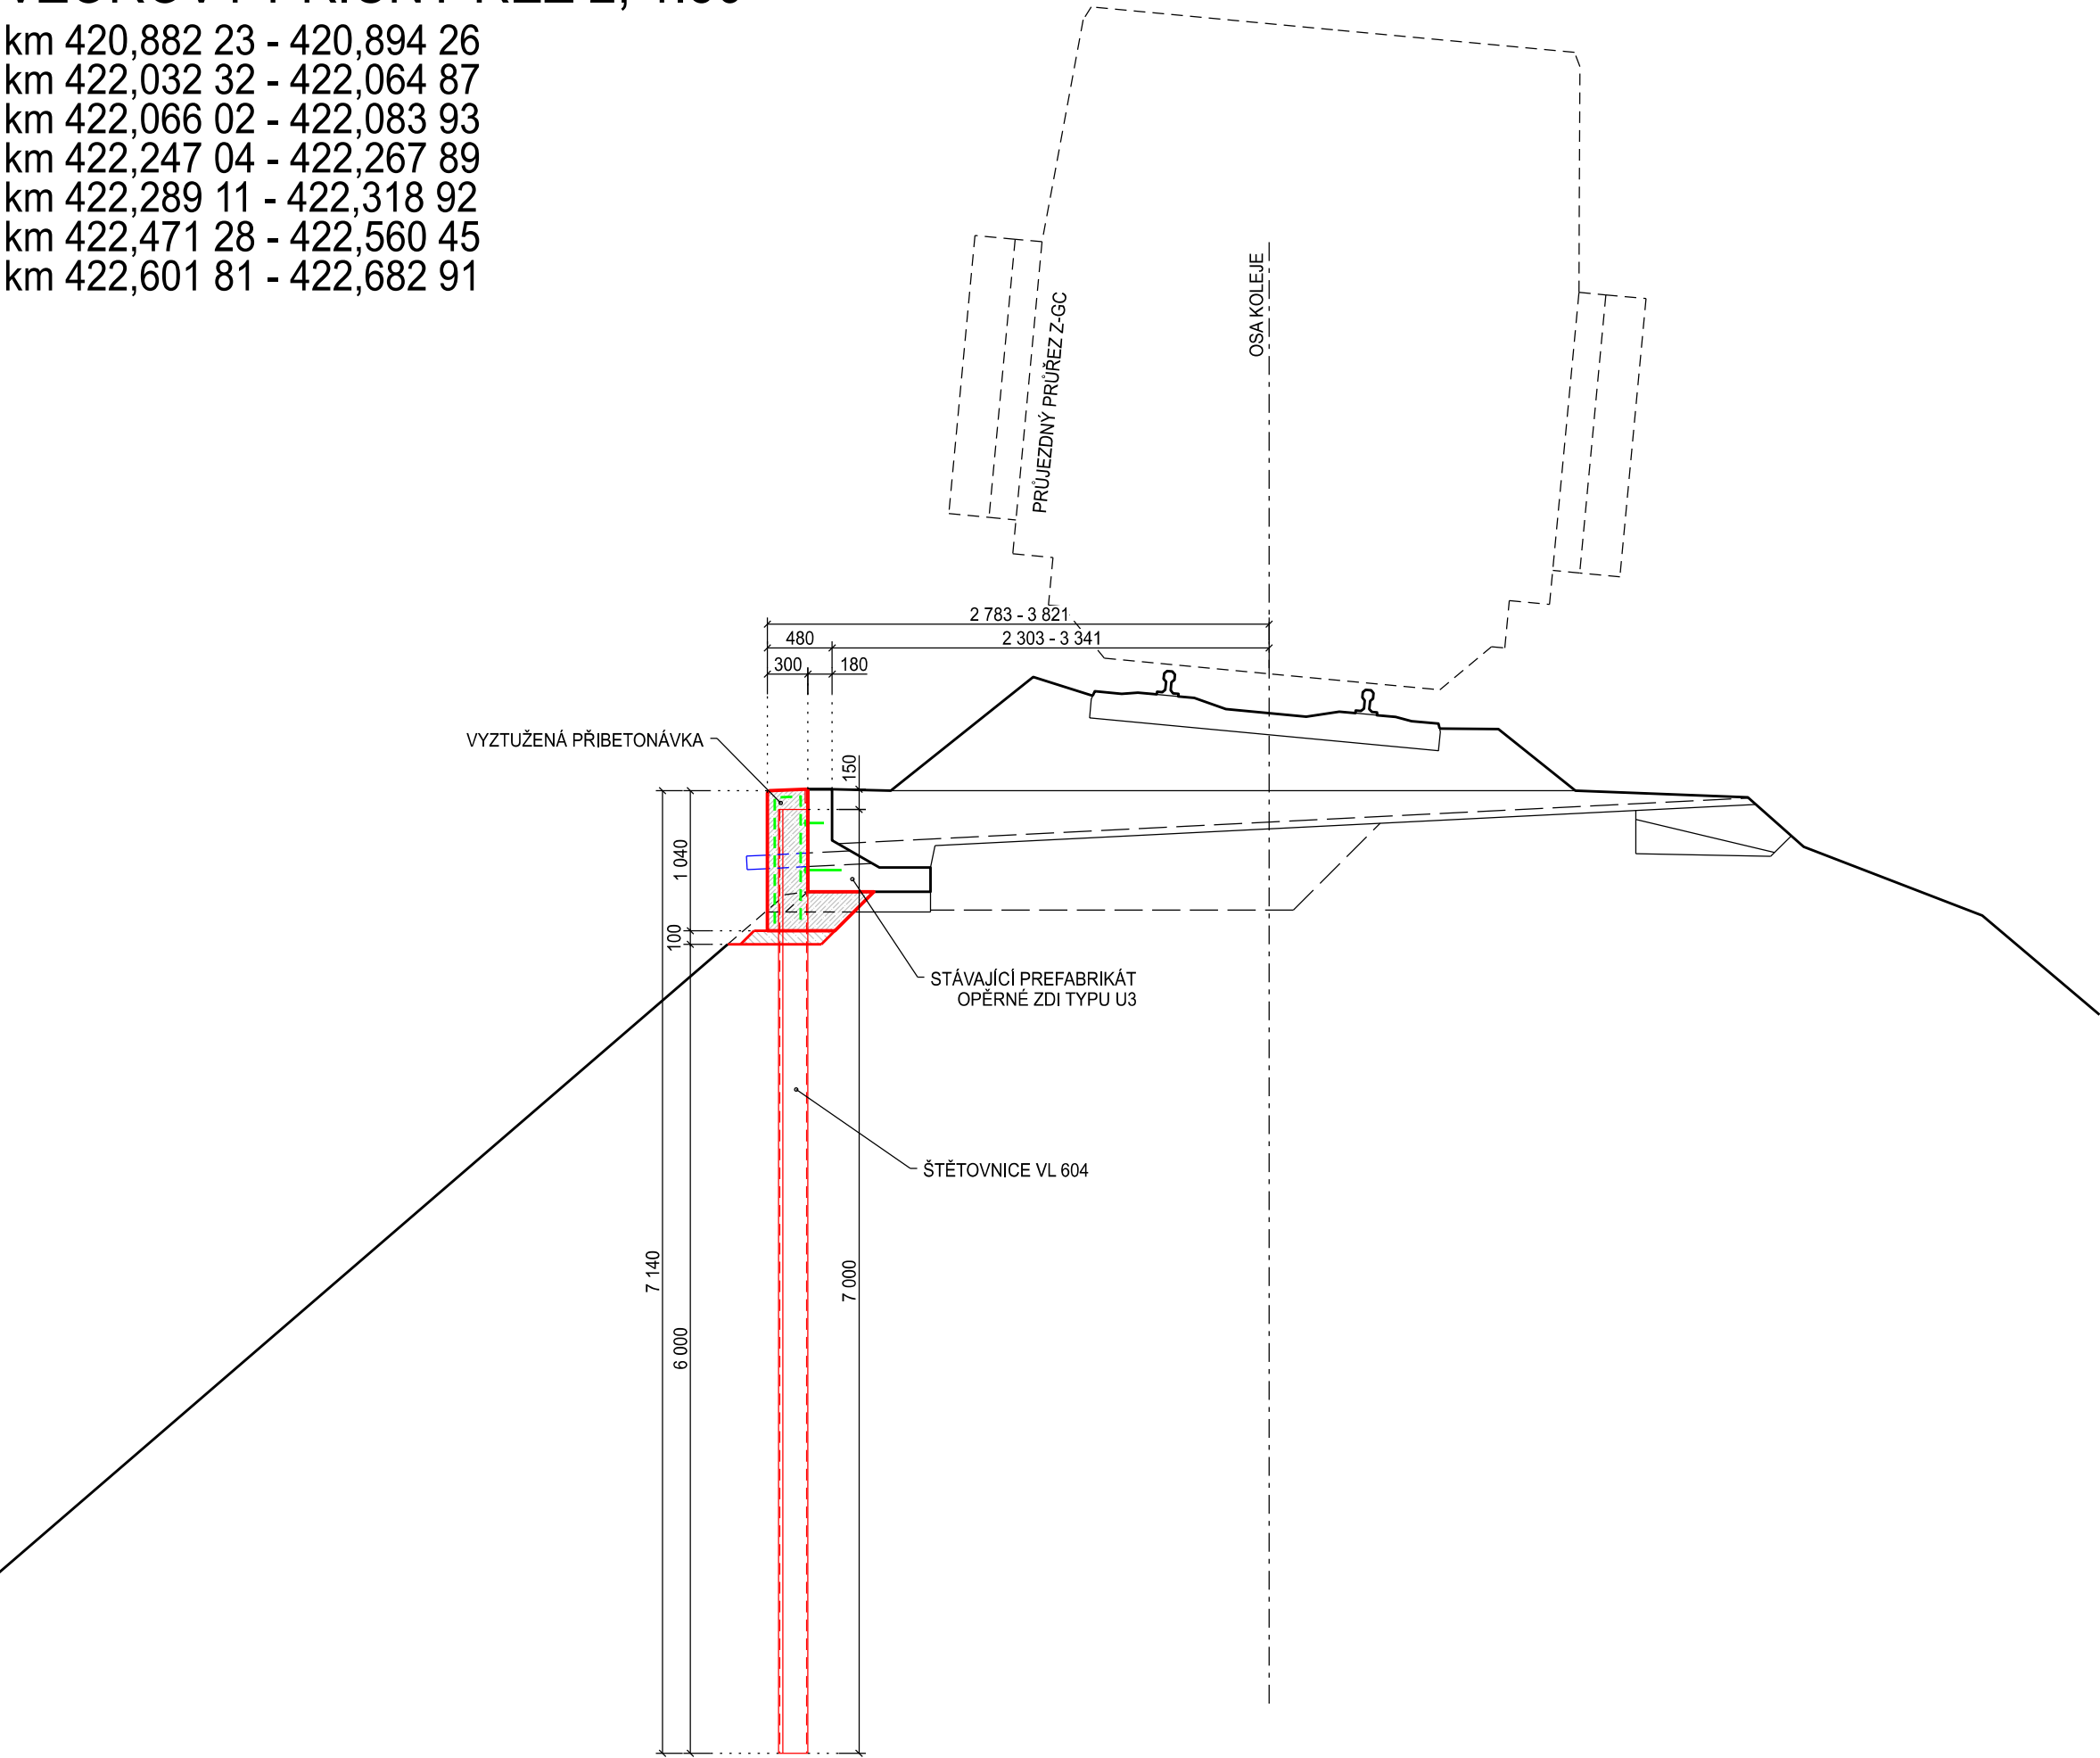 km 420,882 23 - 420,894 26
km 422,032 32 - 422,064 87
km 422,066 02 - 422,083 93
km 422,247 04 - 422,267 89
km 422,289 11 - 422,318 92
km 422,471 28 - 422,560 45
km 422,601 81 - 422,682 91
OSA KOLEJE
PRŮJEZDNÝ PRŮŘEZ Z-GC
2 783 - 3 821
480
2 303 - 3 341
300
180
VYZTUŽENÁ PŘIBETONÁVKA
150
1 040
100
STÁVAJÍCÍ PREFABRIKÁT
OPĚRNÉ ZDI TYPU U3
ŠTĚTOVNICE VL 604
7 140
7 000
6 000